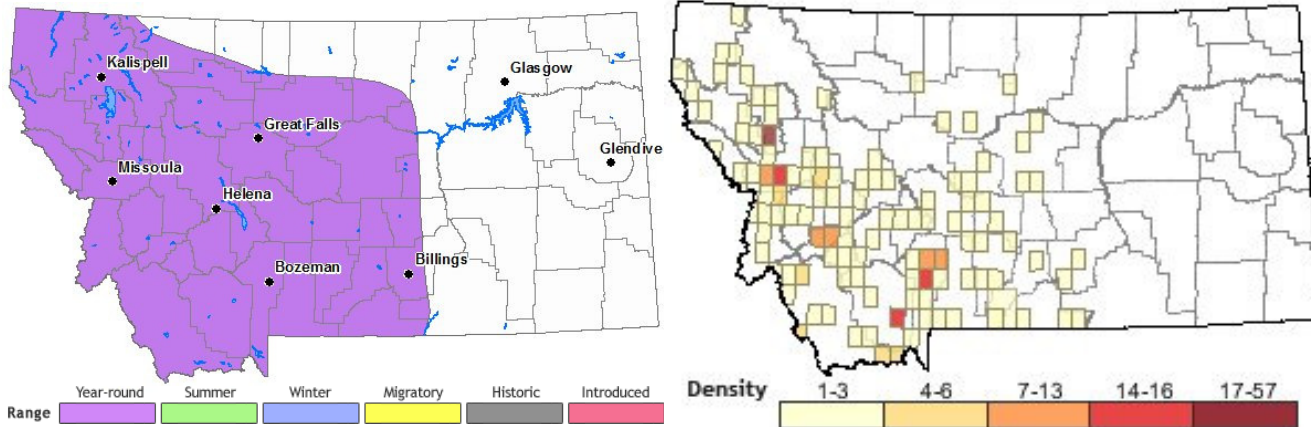 Kalispell
Glasgow
Great Falls
Glendive
Missoula
Helena
Billings
Bozeman
Year-round Summer Winter Migratory Historic Introduced
Range
Density 1-3 4-6 7-13 14-16 17-57